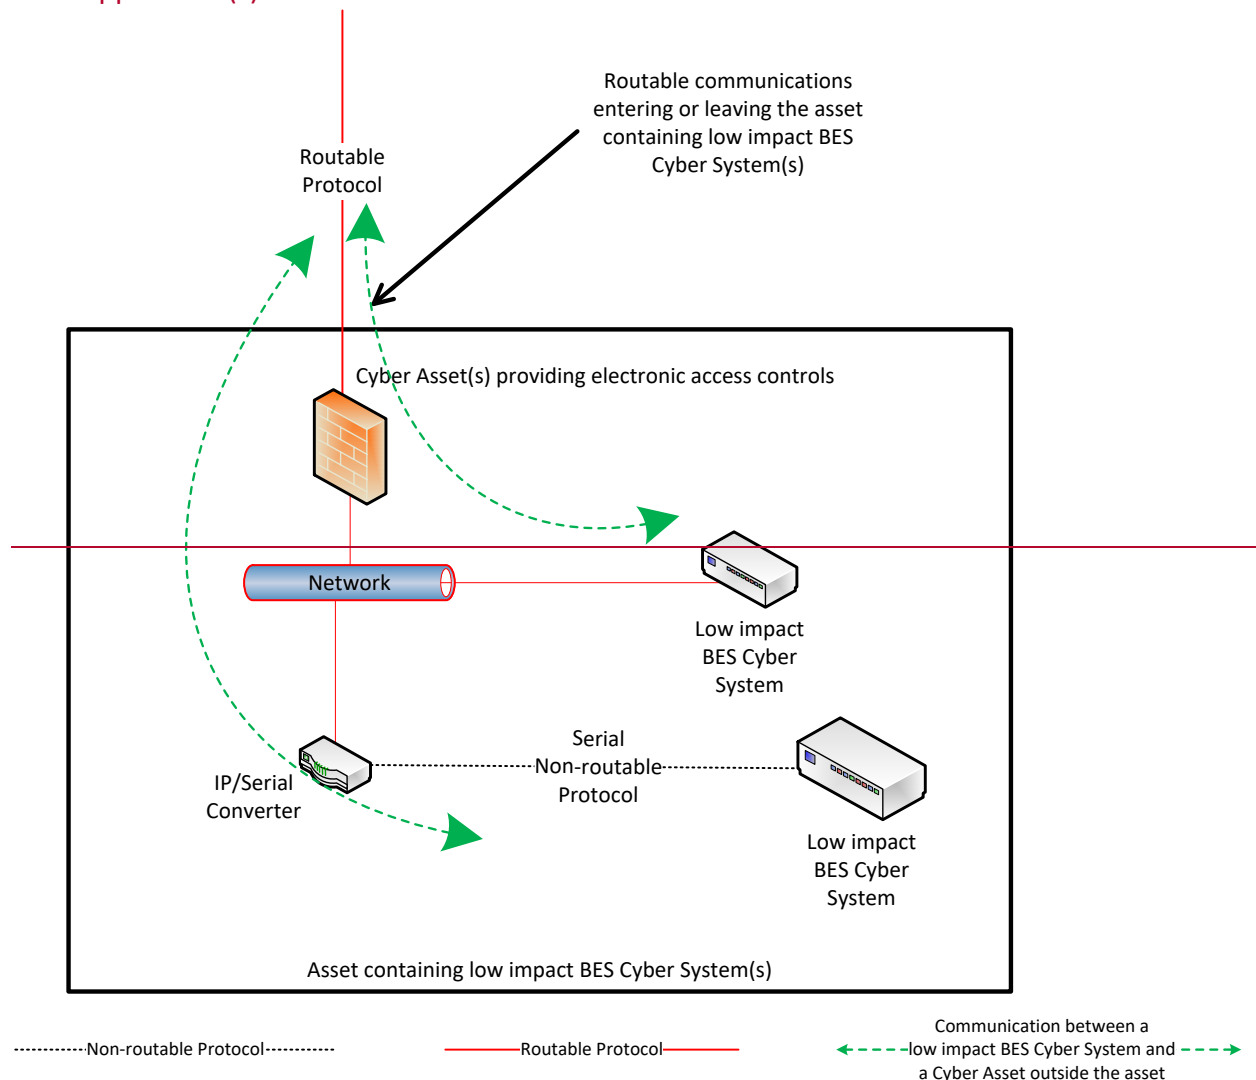 Routable communications
entering or leaving the asset
containing low impact BES
Cyber System(s)
Routable
Protocol
Cyber Asset(s) providing electronic access controls
Network
Low impact
BES Cyber
System
Serial
Non-routable
Protocol
IP/Serial
Converter
Low impact
BES Cyber
System
Asset containing low impact BES Cyber System(s)
Non-routable Protocol
Routable Protocol
Communication between a
low impact BES Cyber System and
a Cyber Asset outside the asset